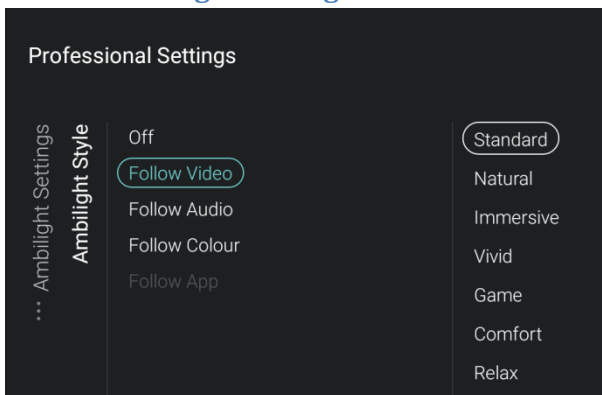 Professional Settings
... Ambilight Settings
Ambilight Style
Off
Follow Video
Follow Audio
Follow Colour
Follow App
Standard
Natural
Immersive
Vivid
Game
Comfort
Relax